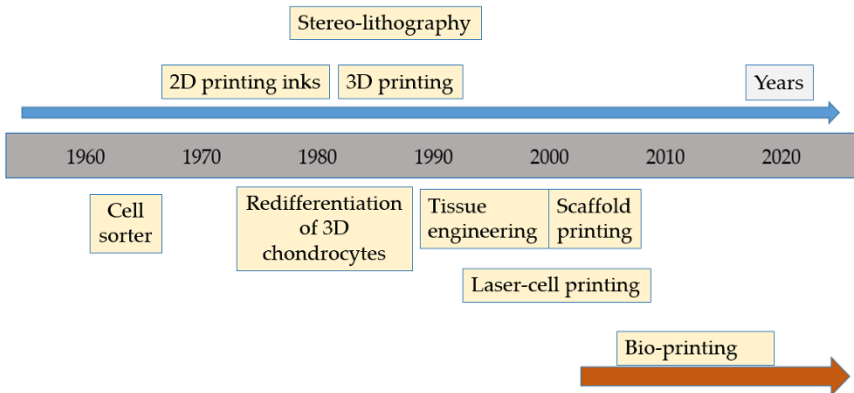 Stereo-lithography
2D printing inks
3D printing
Years
1960 1970 1980 1990 2000 2010 2020
Cell
sorter
Redifferentiation
of 3D
chondrocytes
Tissue
engineering
Scaffold
printing
Laser-cell printing
Bio-printing